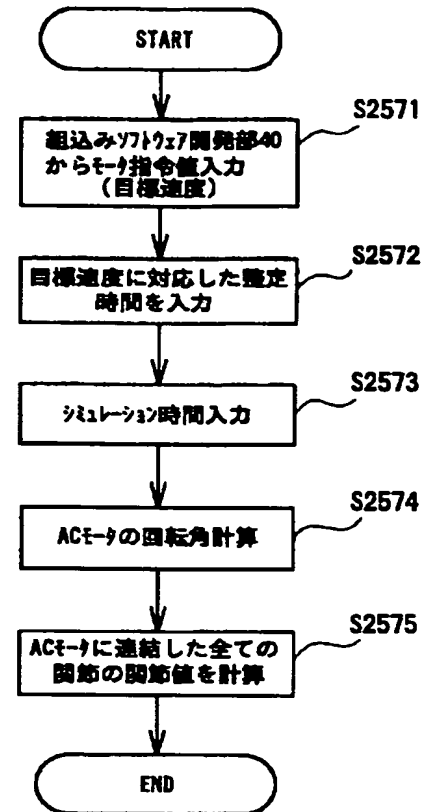 START
S2571
組込みｿﾌﾄｳｪｱ開発部40
からﾓｰﾀ指令値入力
(目標速度)
S2572
目標速度に対応した整定
時間を入力
S2573
ｼﾐｭﾚｰｼｮﾝ時間入力
S2574
ACﾓｰﾀの回転角計算
S2575
ACﾓｰﾀに連結した全ての
関節の関節値を計算
END